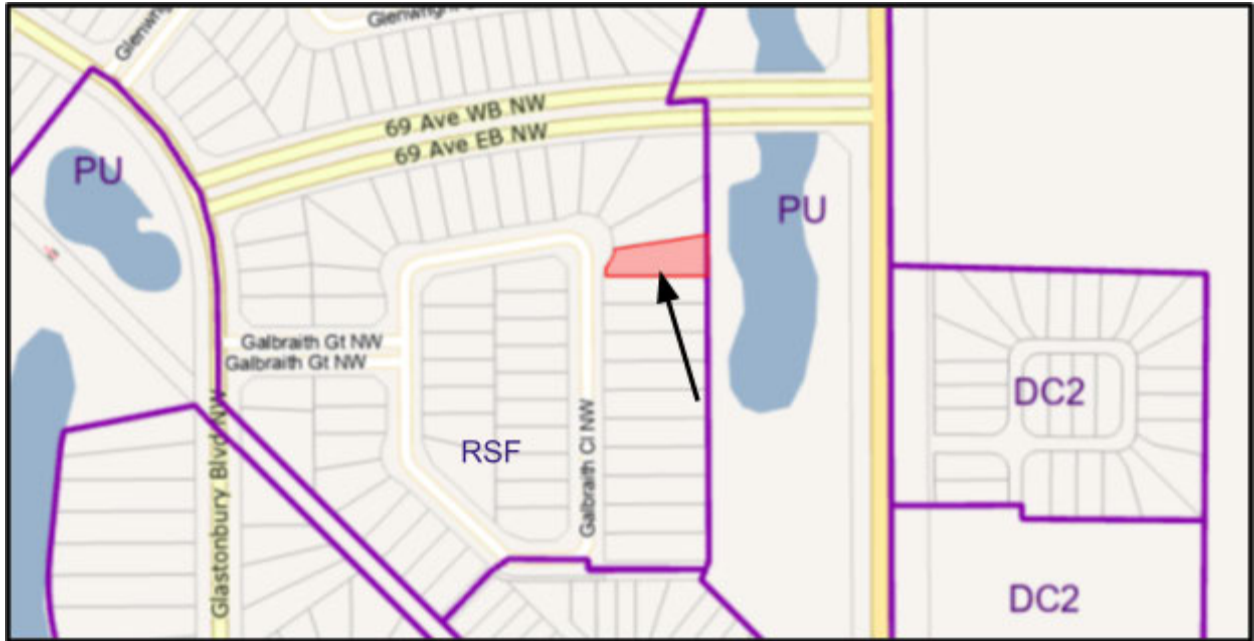 69 Ave WB NW
69 Ave EB NW
PU
PU
Galbraith Gt NW
Galbraith Gt NW
DC2
RSF
Galbraith Cl NW
Glastonbury Blvd NW
DC2